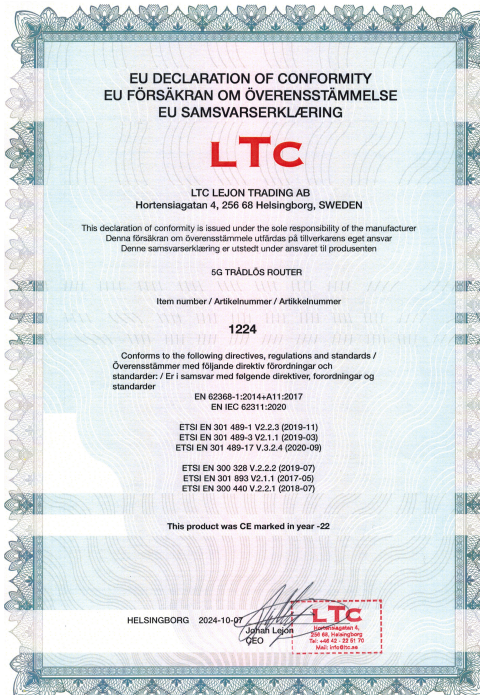 EU DECLARATION OF CONFORMITY
EU FÖRSÄKRAN OM ÖVERENSSTÄMMELSE
EU SAMSVARSERKLÆRING
LTC
LTC LEJON TRADING AB
Hortensiagatan 4, 256 68 Helsingborg, SWEDEN
This declaration of conformity is issued under the sole responsibility of the manufacturer
Denna försäkran om överensstämmele utfärdas på tillverkarens eget ansvar
Denne samsvarserklæring er utstedt under ansvaret til produsenten
5G TRÅDLÖS ROUTER
Item number / Artikelnummer / Artikkelnummer
1224
Conforms to the following directives, regulations and standards /
Överensstämmer med följande direktiv förordningar och
standarder: / Er i samsvar med følgende direktiver, forordningar og
standarder
EN 62368-1:2014+A11:2017
EN IEC 62311:2020
ETSI EN 301 489-1 V2.2.3 (2019-11)
ETSI EN 301 489-3 V2.1.1 (2019-03)
ETSI EN 301 489-17 V.3.2.4 (2020-09)
ETSI EN 300 328 V.2.2.2 (2019-07)
ETSI EN 301 893 V2.1.1 (2017-05)
ETSI EN 300 440 V.2.2.1 (2018-07)
This product was CE marked in year -22
HELSINGBORG 2024-10-07
Johan Lejon
CEO
LTC
Hortensiagatan 4,
256 68, Helsingborg
Tel: +46 42 - 22 51 70
Mail: info@ltc.se